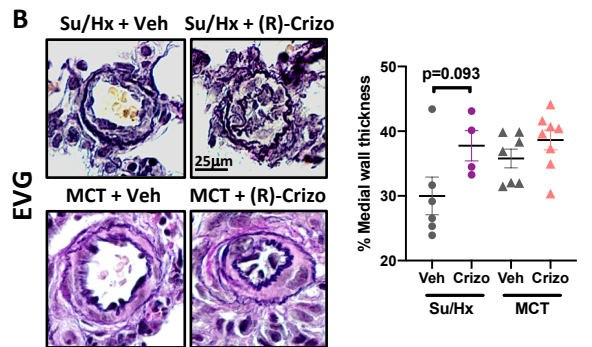 B
Su/Hx + Veh
Su/Hx + (R)-Crizo
25μm
EVG
MCT + Veh
MCT + (R)-Crizo
% Medial wall thickness
p=0.093
60
40
30
20
Veh
Crizo
Veh
Crizo
Su/Hx
MCT